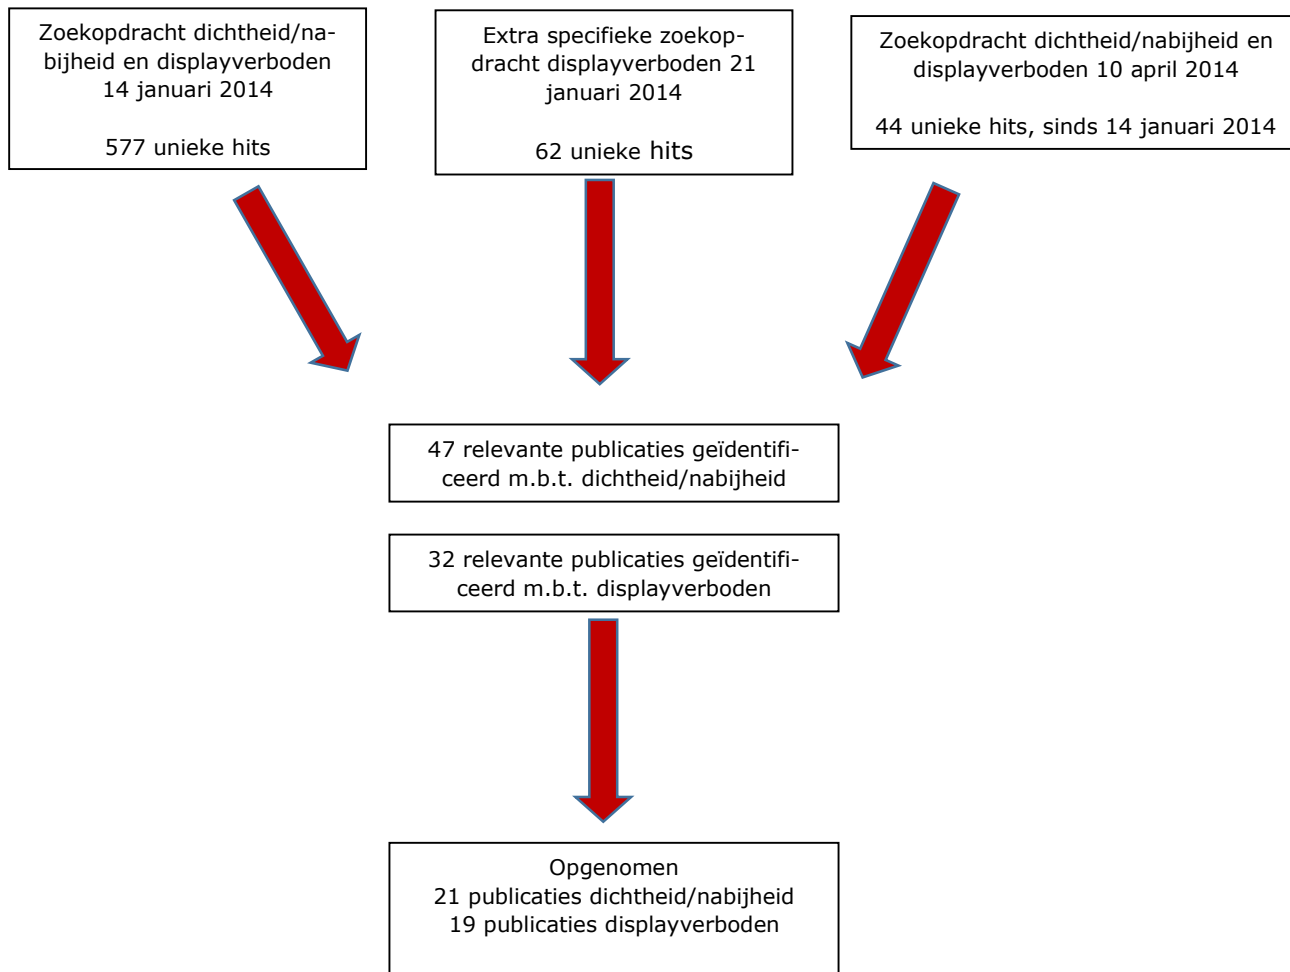 Zoekopdracht dichtheid/na-
bijheid en displayverboden
14 januari 2014
577 unieke hits
Extra specifieke zoekop-
dracht displayverboden 21
januari 2014
62 unieke hits
Zoekopdracht dichtheid/nabijheid en
displayverboden 10 april 2014
44 unieke hits, sinds 14 januari 2014
47 relevante publicaties geïdentifi-
ceerd m.b.t. dichtheid/nabijheid
32 relevante publicaties geïdentifi-
ceerd m.b.t. displayverboden
Opgenomen
21 publicaties dichtheid/nabijheid
19 publicaties displayverboden